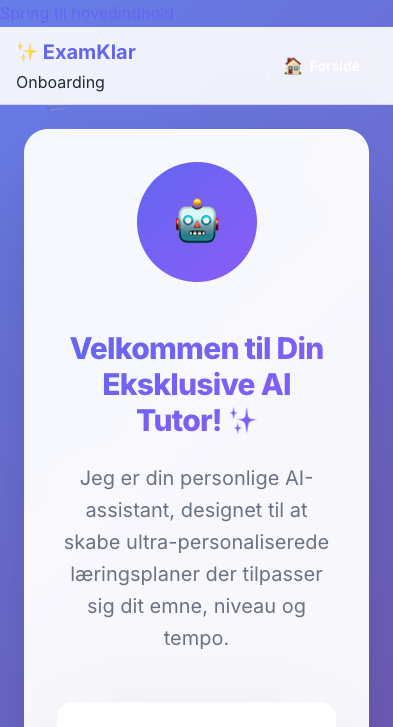 Spring til hovedindhold
✨ ExamKlar
Onboarding
🏠 Forside
Velkommen til Din
Eksklusive AI
Tutor! ✨
Jeg er din personlige AI-
assistant, designet til at
skabe ultra-personaliserede
læringsplaner der tilpasser
sig dit emne, niveau og
tempo.